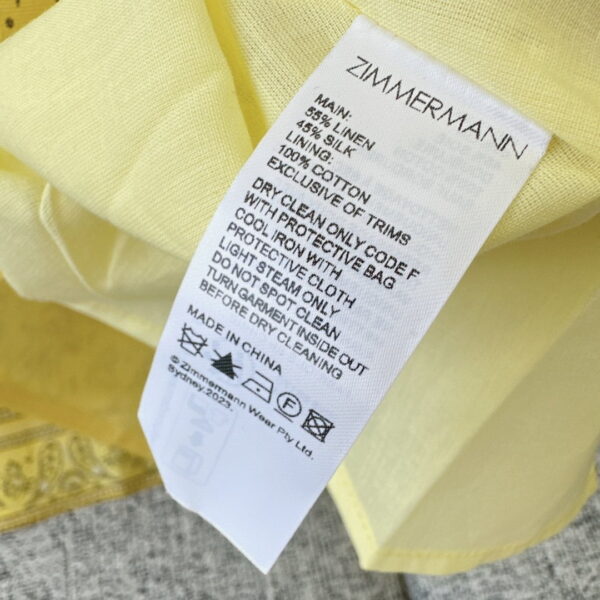 ZIMMERMANN
MAIN:
55% LINEN
45% SILK
LINING:
100% COTTON
EXCLUSIVE OF TRIMS
DRY CLEAN ONLY CODE F
WITH PROTECTIVE BAG
COOL IRON WITH
PROTECTIVE CLOTH
LIGHT STEAM ONLY
DO NOT SPOT CLEAN
TURN GARMENT INSIDE OUT
BEFORE DRY CLEANING
MADE IN CHINA
F
© Zimmermann Wear Pty Ltd.
Sydney.2023.